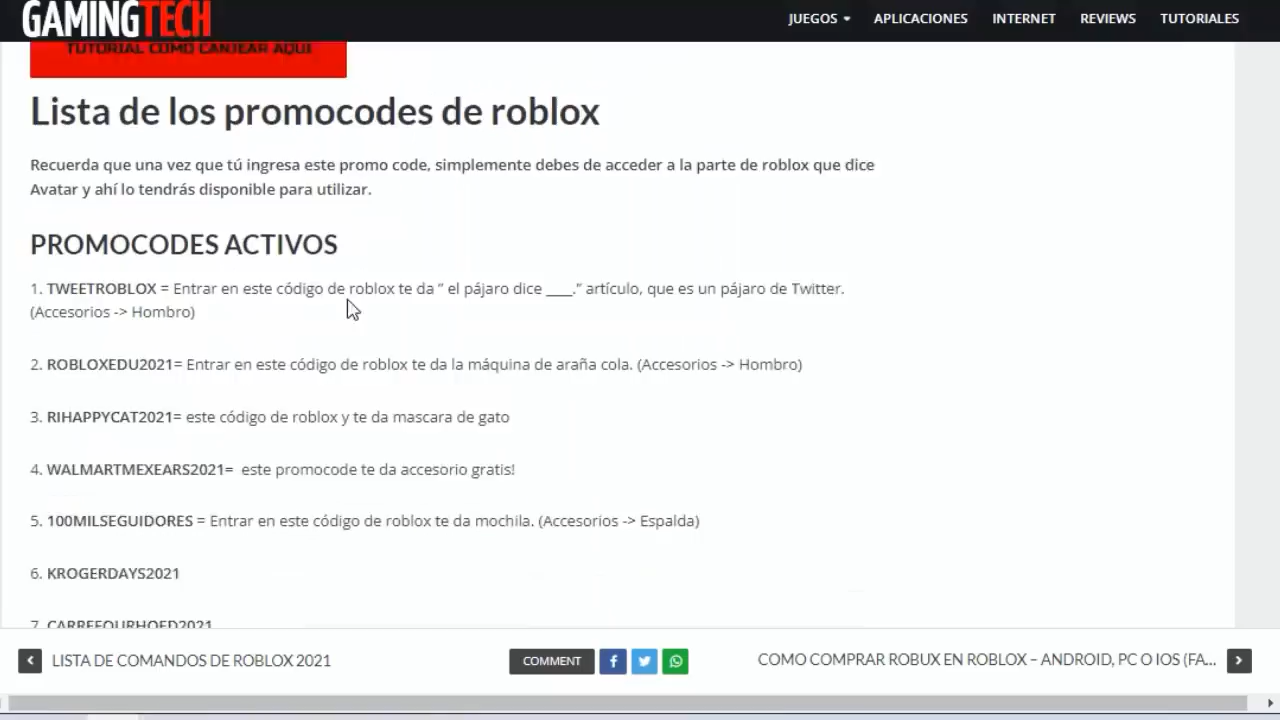 GAMINGTECH
JUEGOS APLICACIONES INTERNET REVIEWS TUTORIALES
TUTORIAL COMO CANJEAR AQUI
Lista de los promocodes de roblox
Recuerda que una vez que tú ingresa este promo code, simplemente debes de acceder a la parte de roblox que dice
Avatar y ahí lo tendrás disponible para utilizar.
PROMOCODES ACTIVOS
1. TWEETROBLOX = Entrar en este código de roblox te da “ el pájaro dice ____.” artículo, que es un pájaro de Twitter.
(Accesorios -> Hombro)
2. ROBLOXEDU2021= Entrar en este código de roblox te da la máquina de araña cola. (Accesorios -> Hombro)
3. RIHAPPYCAT2021= este código de roblox y te da mascara de gato
4. WALMARTMEXEARS2021=  este promocode te da accesorio gratis!
5. 100MILSEGUIDORES = Entrar en este código de roblox te da mochila. (Accesorios -> Espalda)
6. KROGERDAYS2021
7. CARREFOURHOED2021
LISTA DE COMANDOS DE ROBLOX 2021
COMMENT
COMO COMPRAR ROBUX EN ROBLOX – ANDROID, PC O IOS (FA...